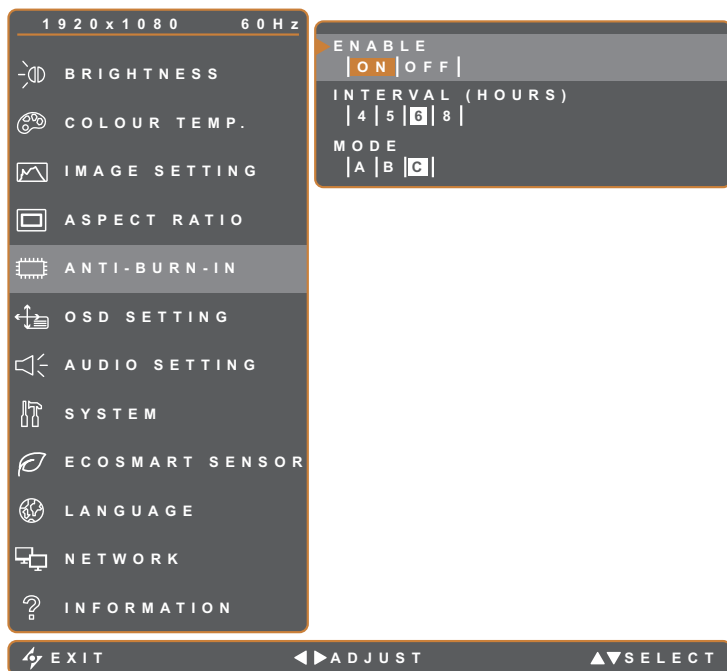 1920x1080 60Hz
BRIGHTNESS
COLOUR TEMP.
IMAGE SETTING
ASPECT RATIO
ANTI-BURN-IN
OSD SETTING
AUDIO SETTING
SYSTEM
ECOSMART SENSOR
LANGUAGE
NETWORK
INFORMATION
ENABLE
ON OFF
INTERVAL (HOURS)
4 5 6 8
MODE
A B C
EXIT ADJUST SELECT